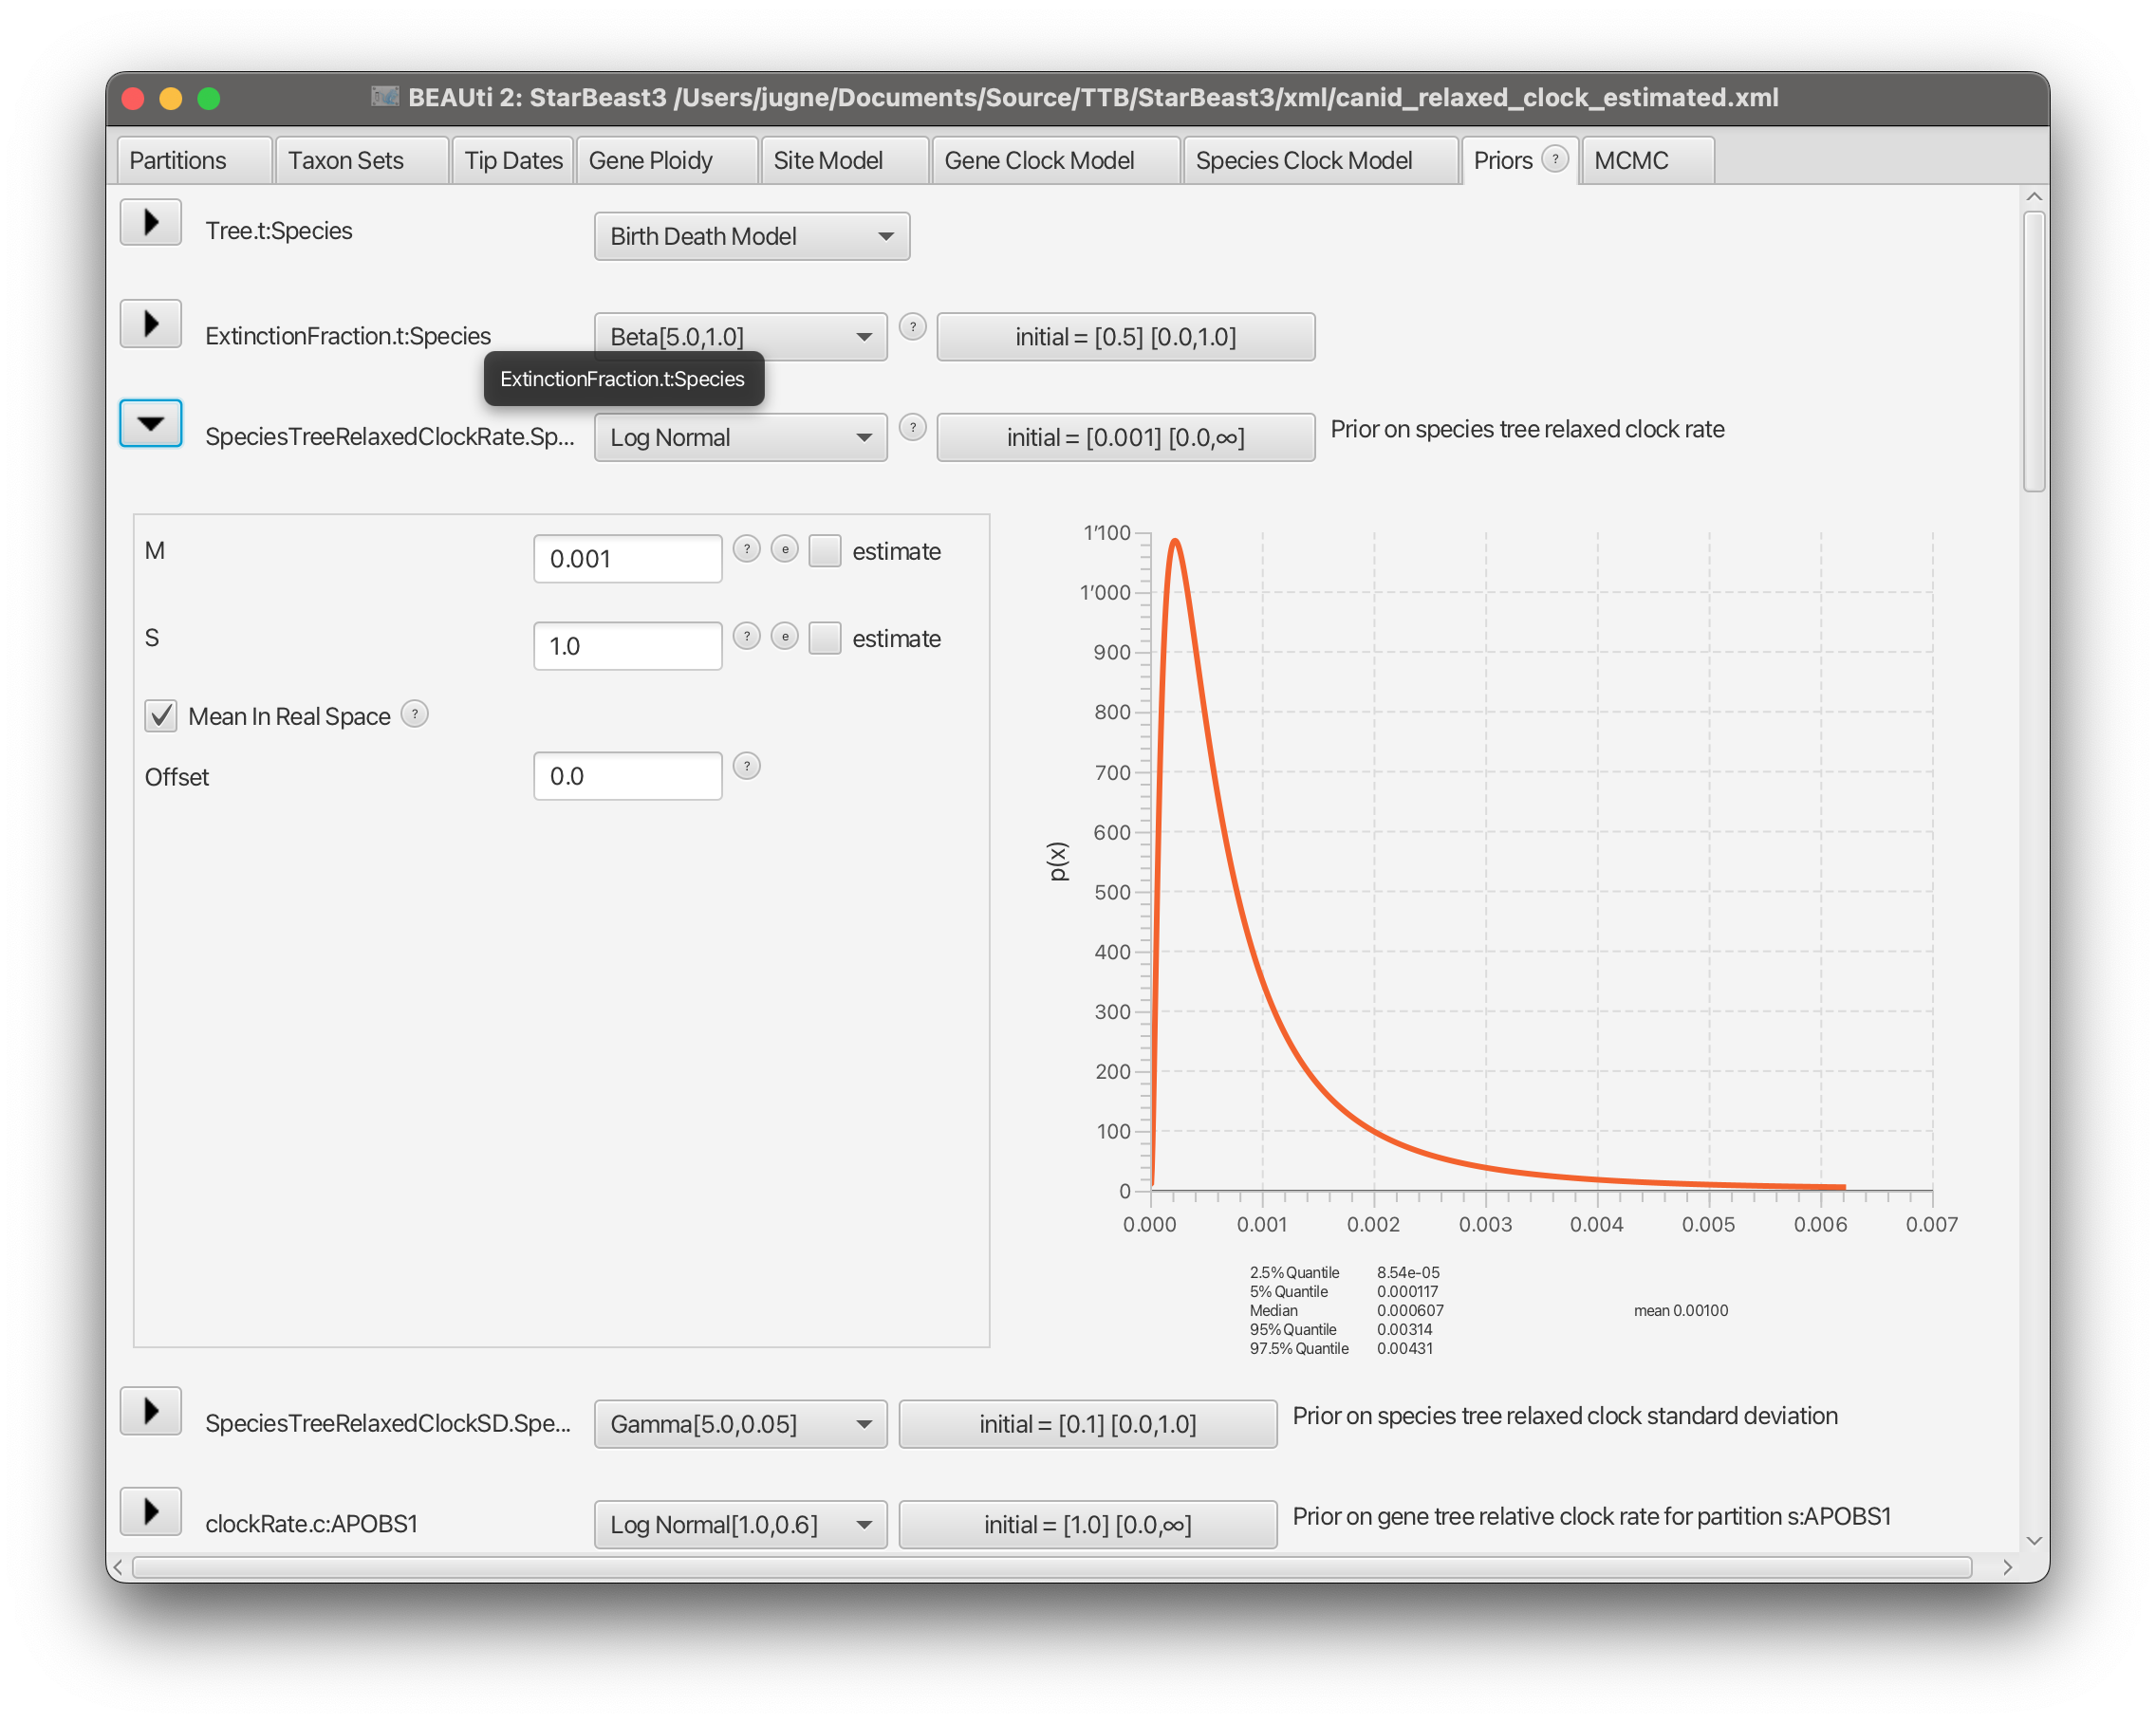 BEAUti 2: StarBeast3 /Users/jugne/Documents/Source/TTB/StarBeast3/xml/canid_relaxed_clock_estimated.xml
Partitions Taxon Sets Tip Dates Gene Ploidy Site Model Gene Clock Model Species Clock Model Priors ? MCMC
Tree.t:Species Birth Death Model
ExtinctionFraction.t:Species Beta[5.0,1.0] ? initial = [0.5] [0.0,1.0]
ExtinctionFraction.t:Species
SpeciesTreeRelaxedClockRate.Sp... Log Normal ? initial = [0.001] [0.0,∞] Prior on species tree relaxed clock rate
M 0.001 ? e estimate
S 1.0 ? e estimate
Mean In Real Space ?
Offset 0.0 ?
p(x)
1'100
1'000
900
800
700
600
500
400
300
200
100
0
0.000 0.001 0.002 0.003 0.004 0.005 0.006 0.007
2.5% Quantile 8.54e-05
5% Quantile 0.000117
Median 0.000607 mean 0.00100
95% Quantile 0.00314
97.5% Quantile 0.00431
SpeciesTreeRelaxedClockSD.Spe... Gamma[5.0,0.05] initial = [0.1] [0.0,1.0] Prior on species tree relaxed clock standard deviation
clockRate.c:APOBS1 Log Normal[1.0,0.6] initial = [1.0] [0.0,∞] Prior on gene tree relative clock rate for partition s:APOBS1